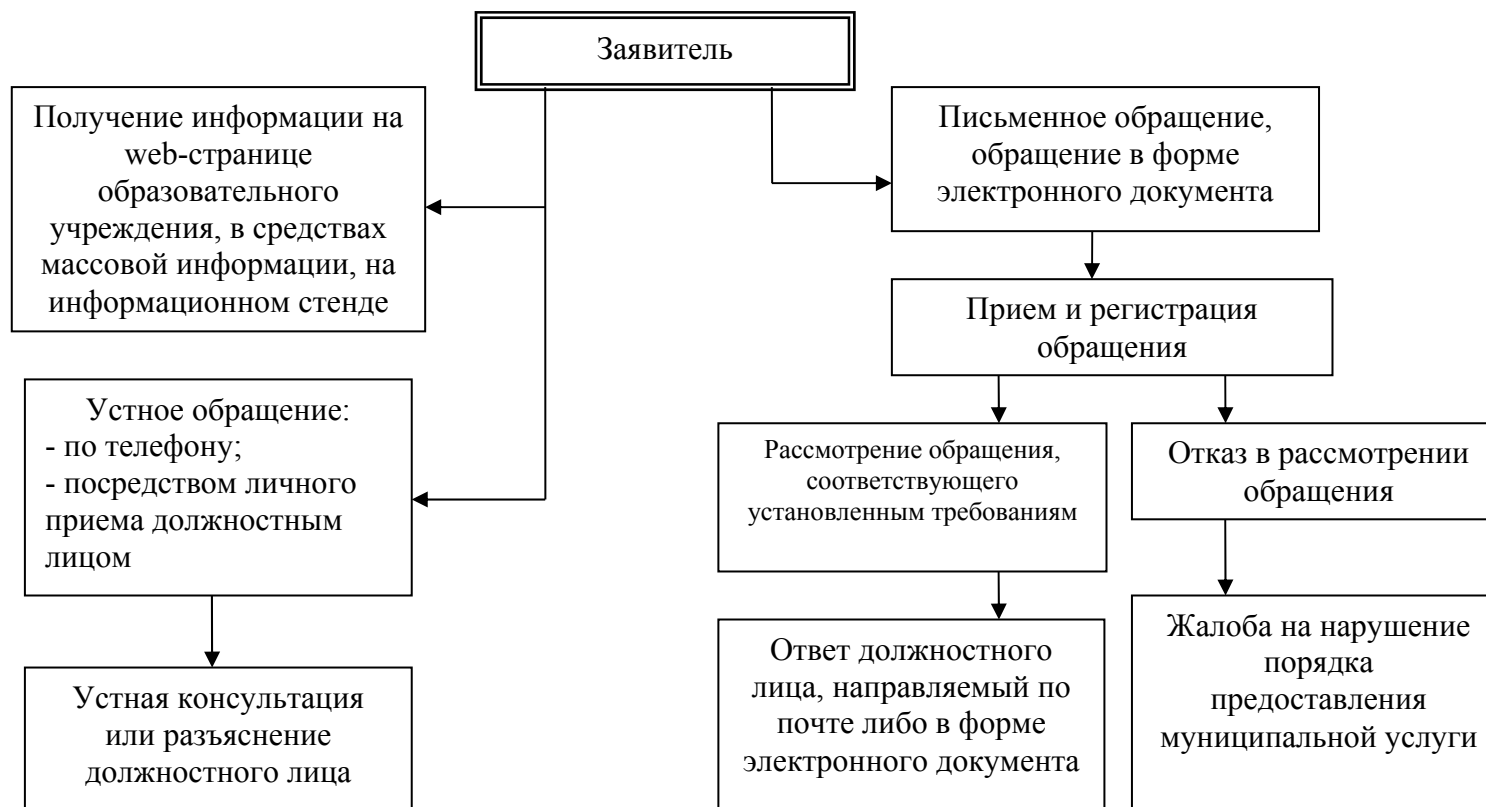 Заявитель
Получение информации на
web-странице
образовательного
учреждения, в средствах
массовой информации, на
информационном стенде
Письменное обращение,
обращение в форме
электронного документа
Прием и регистрация
обращения
Устное обращение:
- по телефону;
- посредством личного
приема должностным
лицом
Рассмотрение обращения,
соответствующего
установленным требованиям
Отказ в рассмотрении
обращения
Устная консультация
или разъяснение
должностного лица
Ответ должностного
лица, направляемый по
почте либо в форме
электронного документа
Жалоба на нарушение
порядка
предоставления
муниципальной услуги